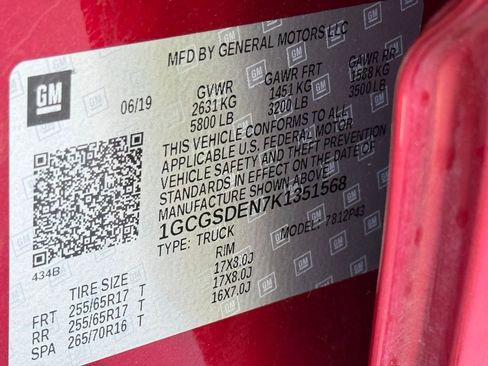 MFD BY GENERAL MOTORS LLC
GM
06/19 GVWR GAWR FRT GAWR RR
2631 KG 1451 KG 1588 KG
5800 LB 3200 LB 3500 LB
THIS VEHICLE CONFORMS TO ALL
APPLICABLE U.S. FEDERAL MOTOR
VEHICLE SAFETY AND THEFT PREVENTION
STANDARDS IN EFFECT ON THE DATE OF
MANUFACTURE SHOWN ABOVE
1GCGSDEN7K1351568
TYPE: TRUCK MODEL: 7812P43
434B
TIRE SIZE RIM
FRT 255/65R17 T 17X8.0J
RR 255/65R17 T 17X8.0J
SPA 265/70R16 T 16X7.0J